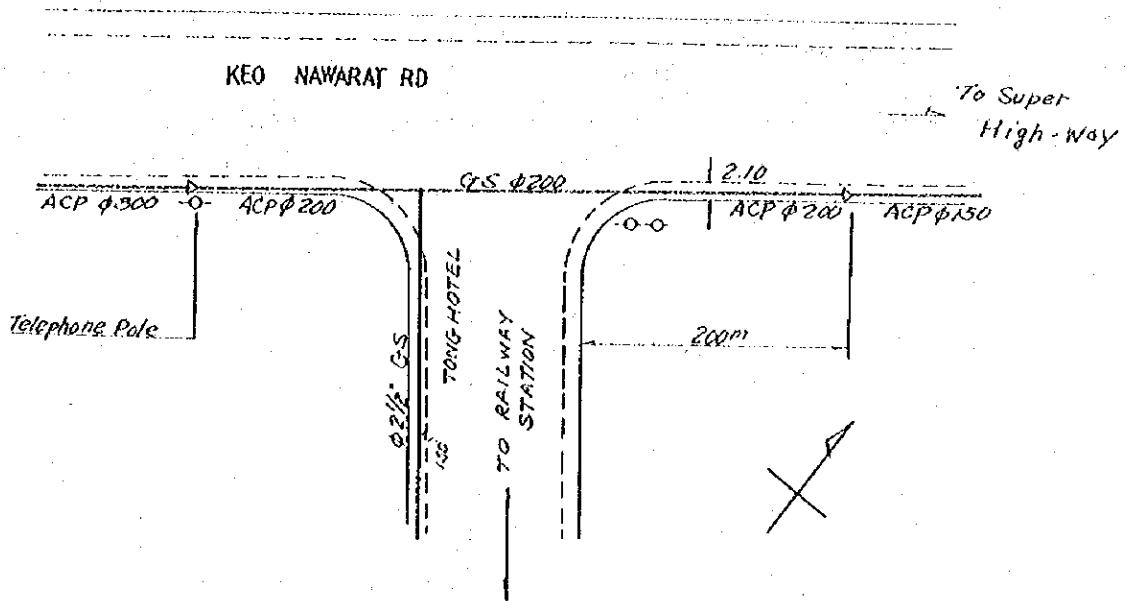 KEO NAWARAT RD
To Super
High-Way
ACP φ300
ACP φ200
GS φ200
2.10
ACP φ200
ACP φ150
Telephone Pole
φ2½" GS
TONG HOTEL
TO RAILWAY
STATION
200m